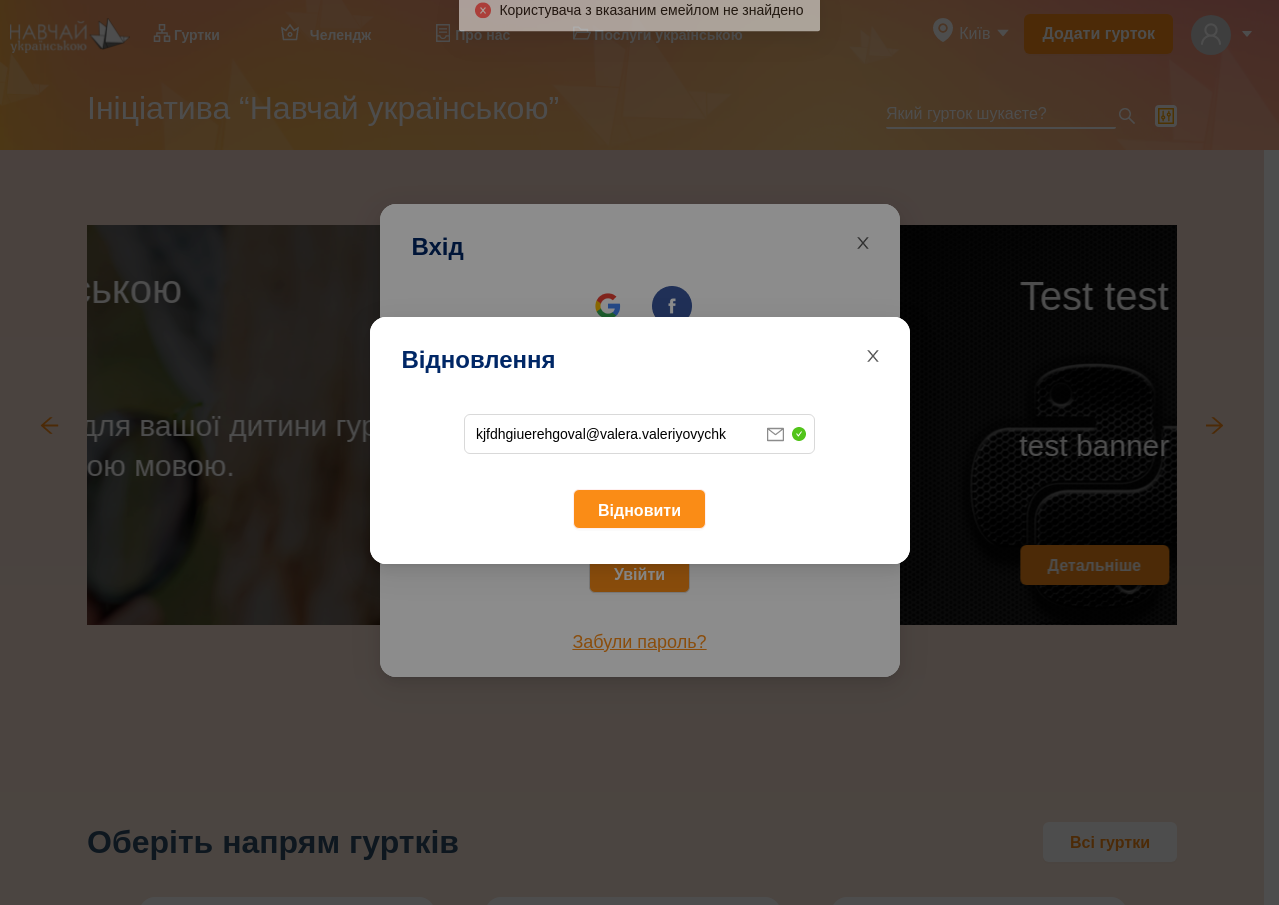 Користувача з вказаним емейлом не знайдено
НАВЧАЙ
українською
Гуртки
Челендж
Про нас
Послуги українською
Київ
Додати гурток
Ініціатива “Навчай українською”
Який гурток шукаєте?
Вхід
ською
Test test
Відновлення
для вашої дитини гур
ою мовою.
kjfdhgiuerehgoval@valera.valeriyovychk
test banner
Відновити
Детальніше
Увійти
Забули пароль?
Оберіть напрям гуртків
Всі гуртки